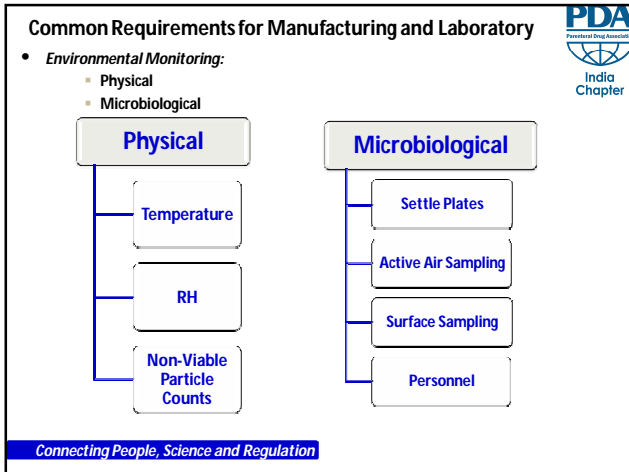 Common Requirements for Manufacturing and Laboratory
PDA
Parenteral Drug Association
India
Chapter
• Environmental Monitoring:
▪ Physical
▪ Microbiological
Physical
Temperature
RH
Non-Viable
Particle
Counts
Microbiological
Settle Plates
Active Air Sampling
Surface Sampling
Personnel
Connecting People, Science and Regulation